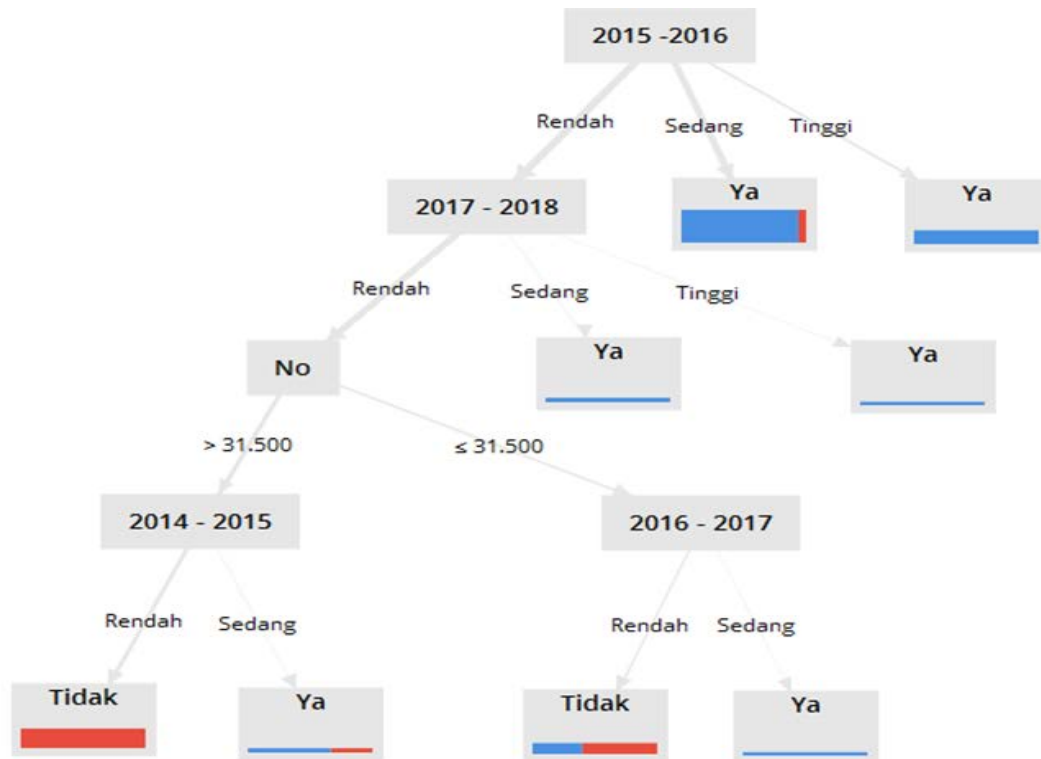 2015 -2016
Rendah
Sedang
Tinggi
2017 - 2018
Ya
Ya
Rendah
Sedang
Tinggi
No
Ya
Ya
> 31.500
≤ 31.500
2014 - 2015
2016 - 2017
Rendah
Sedang
Rendah
Sedang
Tidak
Ya
Tidak
Ya